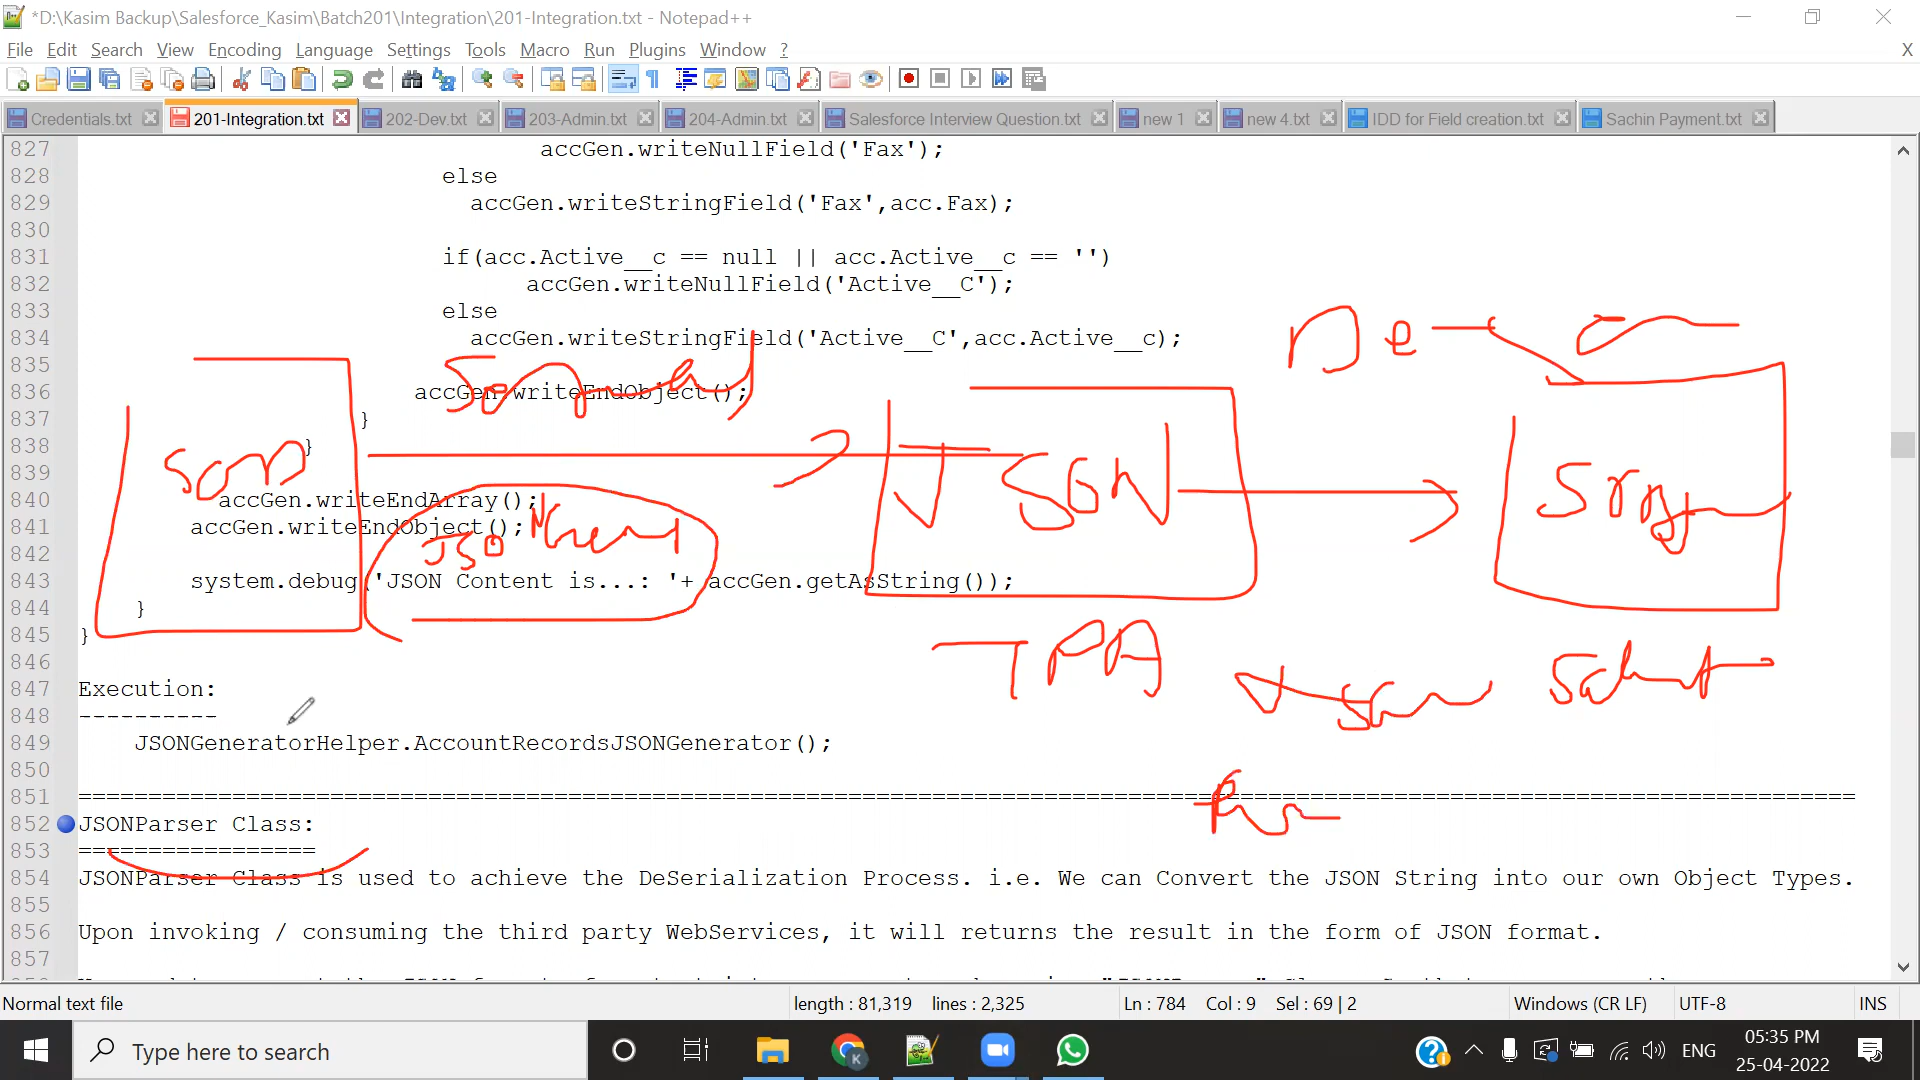 *D:\Kasim Backup\Salesforce_Kasim\Batch201\Integration\201-Integration.txt - Notepad++
File Edit Search View Encoding Language Settings Tools Macro Run Plugins Window ? X
Credentials.txt 201-Integration.txt 202-Dev.txt 203-Admin.txt 204-Admin.txt Salesforce Interview Question.txt new 1 new 4.txt IDD for Field creation.txt Sachin Payment.txt
827 accGen.writeNullField('Fax');
828 else
829 accGen.writeStringField('Fax',acc.Fax);
830
831 if(acc.Active__c == null || acc.Active__c == '')
832 accGen.writeNullField('Active__C');
833 else
834 accGen.writeStringField('Active__C',acc.Active__c);
De
835
836 accGen.writeEndObject();
837 }
838 }
839
JSON
840 accGen.writeEndArray();
841 accGen.writeEndObject();
JSON
842
843 system.debug('JSON Content is...: '+ accGen.getAsString());
844 }
845 }
TPA
846
847 Execution:
848 ----------
849 JSONGeneratorHelper.AccountRecordsJSONGenerator();
850
851 ===============================================================================================================================
852 JSONParser Class:
853 =================
854 JSONParser Class is used to achieve the DeSerialization Process. i.e. We can Convert the JSON String into our own Object Types.
855
856 Upon invoking / consuming the third party WebServices, it will returns the result in the form of JSON format.
857
Normal text file length : 81,319 lines : 2,325 Ln : 784 Col : 9 Sel : 69 | 2 Windows (CR LF) UTF-8 INS
Type here to search K ENG 05:35 PM
25-04-2022